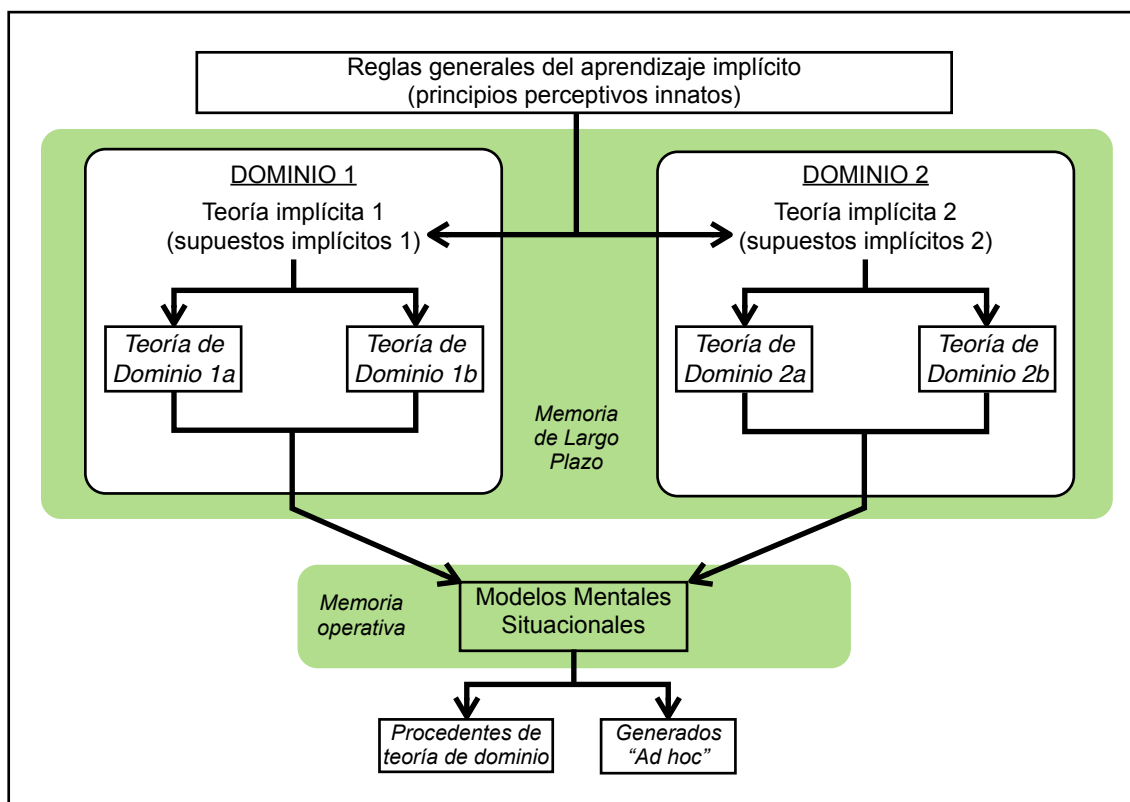 Reglas generales del aprendizaje implícito
(principios perceptivos innatos)
DOMINIO 1
Teoría implícita 1
(supuestos implícitos 1)
Teoría de
Dominio 1a
Teoría de
Dominio 1b
DOMINIO 2
Teoría implícita 2
(supuestos implícitos 2)
Teoría de
Dominio 2a
Teoría de
Dominio 2b
Memoria
de Largo
Plazo
Memoria
operativa
Modelos Mentales
Situacionales
Procedentes de
teoría de dominio
Generados
“Ad hoc”